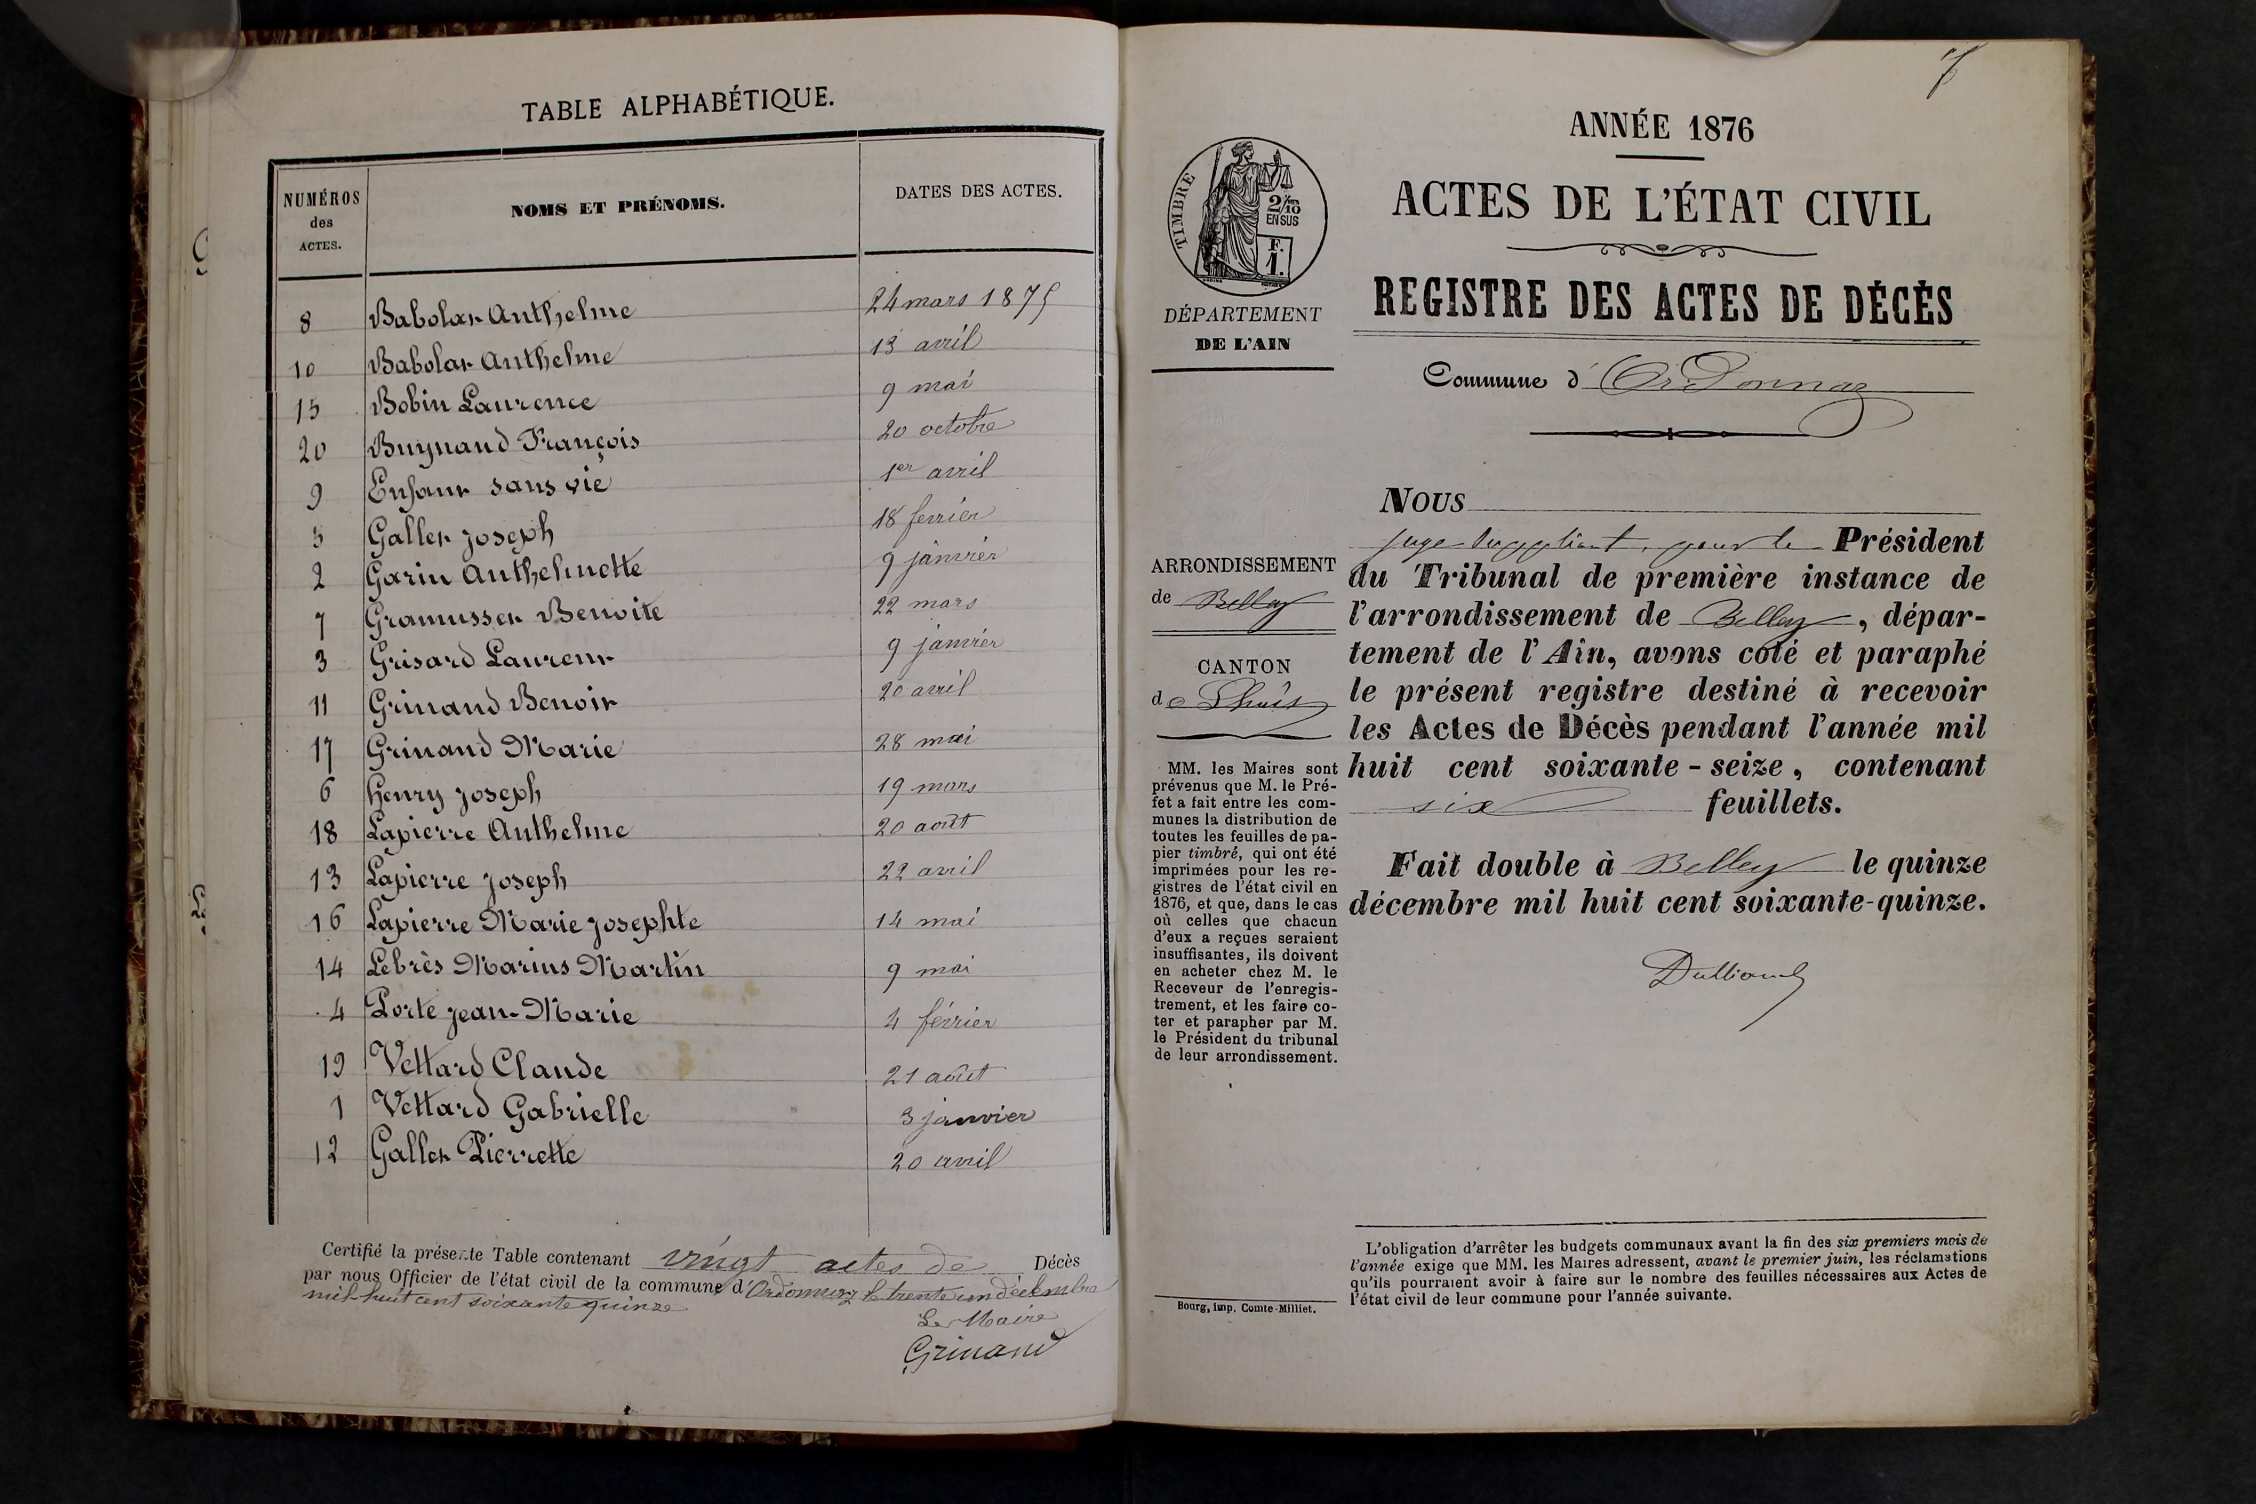 TABLE ALPHABÉTIQUE.
NUMÉROS des ACTES. NOMS ET PRÉNOMS. DATES DES ACTES.
8 Babolat Anthelme 24 mars 1875
10 Babolat Anthelme 13 avril
15 Bobin Laurence 9 mai
20 Buynand François 20 octobre
9 Enfant sans vie 1er avril
5 Gallet Joseph 18 fevrier
2 Garin Anthelmette 9 janvier
7 Gramusset Benoite 22 mars
3 Grisard Laurent 9 janvier
11 Grinand Benoit 20 avril
17 Grinand Marie 28 mai
6 Henry Joseph 19 mars
18 Lapierre Anthelme 20 août
13 Lapierre Joseph 22 avril
16 Lapierre Marie Josephte 14 mai
14 Lebrès Marius Martin 9 mai
4 Porte Jean-Marie 4 février
19 Vettard Claude 21 août
1 Vettard Gabrielle 3 janvier
12 Gallet Pierrette 20 avril
Certifié la présente Table contenant vingt actes de Décès
par nous Officier de l'état civil de la commune d'Ordonnaz le trente un décembre
mil huit cent soixante quinze
Le Maire
Grinand
7
ANNÉE 1876
ACTES DE L'ÉTAT CIVIL
REGISTRE DES ACTES DE DÉCÈS
Commune d'Ordonnaz
TIMBRE
2/10 EN SUS
F. 1.
DÉPARTEMENT
DE L'AIN
ARRONDISSEMENT
de Belley
CANTON
de Lhuis
MM. les Maires sont
prévenus que M. le Pré-
fet a fait entre les com-
munes la distribution de
toutes les feuilles de pa-
pier timbré, qui ont été
imprimées pour les re-
gistres de l'état civil en
1876, et que, dans le cas
où celles que chacun
d'eux a reçues seraient
insuffisantes, ils doivent
en acheter chez M. le
Receveur de l'enregis-
trement, et les faire co-
ter et parapher par M.
le Président du tribunal
de leur arrondissement.
Bourg, imp. Comte-Milliet.
NOUS
juge suppléant, pour le Président
du Tribunal de première instance de
l'arrondissement de Belley, dépar-
tement de l'Ain, avons coté et paraphé
le présent registre destiné à recevoir
les Actes de Décès pendant l'année mil
huit cent soixante-seize, contenant
six feuillets.
Fait double à Belley le quinze
décembre mil huit cent soixante-quinze.
L'obligation d'arrêter les budgets communaux avant la fin des six premiers mois de
l'année exige que MM. les Maires adressent, avant le premier juin, les réclamations
qu'ils pourraient avoir à faire sur le nombre des feuilles nécessaires aux Actes de
l'état civil de leur commune pour l'année suivante.